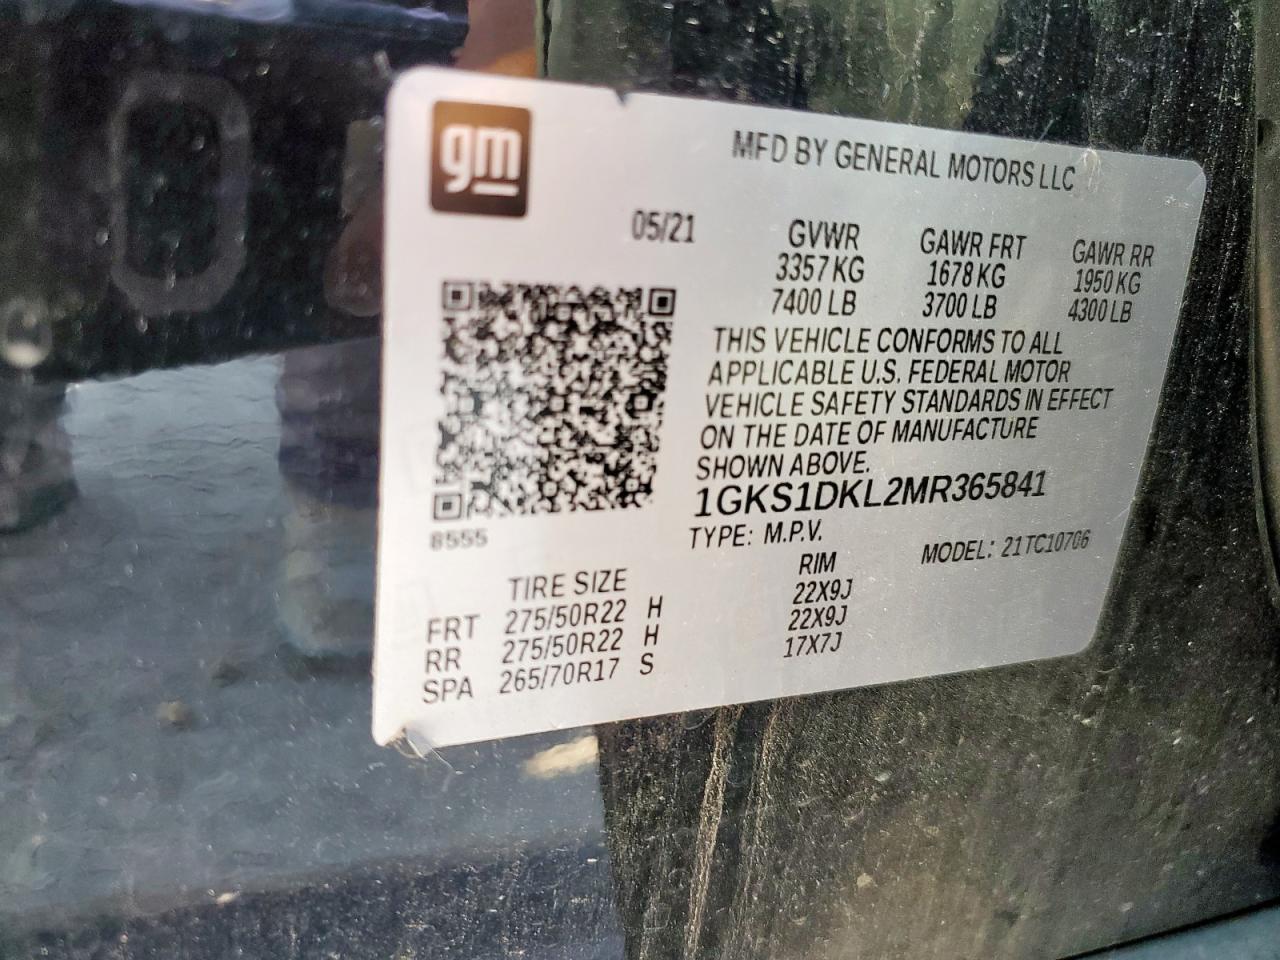 gm
MFD BY GENERAL MOTORS LLC
05/21 GVWR GAWR FRT GAWR RR
3357 KG 1678 KG 1950 KG
7400 LB 3700 LB 4300 LB
THIS VEHICLE CONFORMS TO ALL
APPLICABLE U.S. FEDERAL MOTOR
VEHICLE SAFETY STANDARDS IN EFFECT
ON THE DATE OF MANUFACTURE
SHOWN ABOVE.
1GKS1DKL2MR365841
8555
TYPE: M.P.V. MODEL: 21TC10706
TIRE SIZE RIM
FRT 275/50R22 H 22X9J
RR 275/50R22 H 22X9J
SPA 265/70R17 S 17X7J